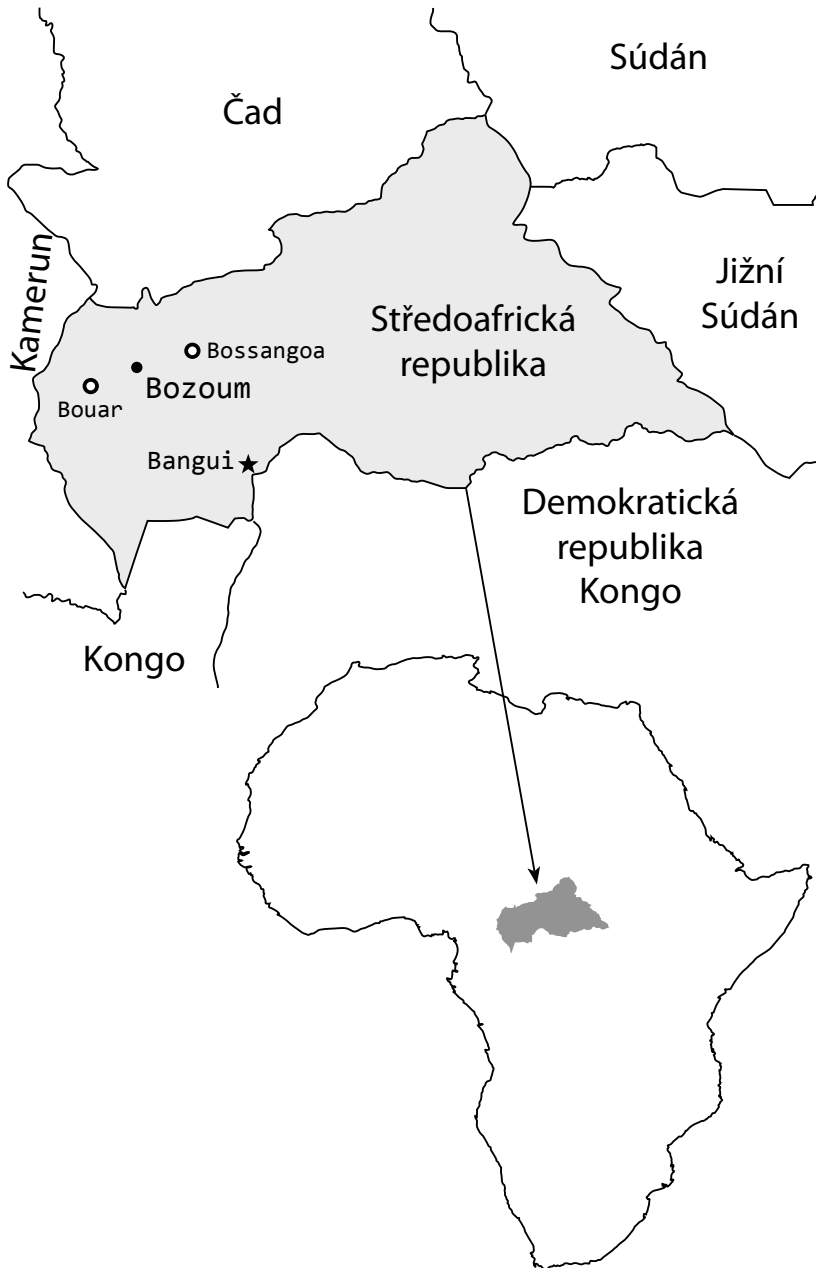 Súdán
Čad
Jižní
Súdán
Kamerun
Středoafrická
republika
Bossangoa
Bozoum
Bouar
Bangui
Demokratická
republika
Kongo
Kongo